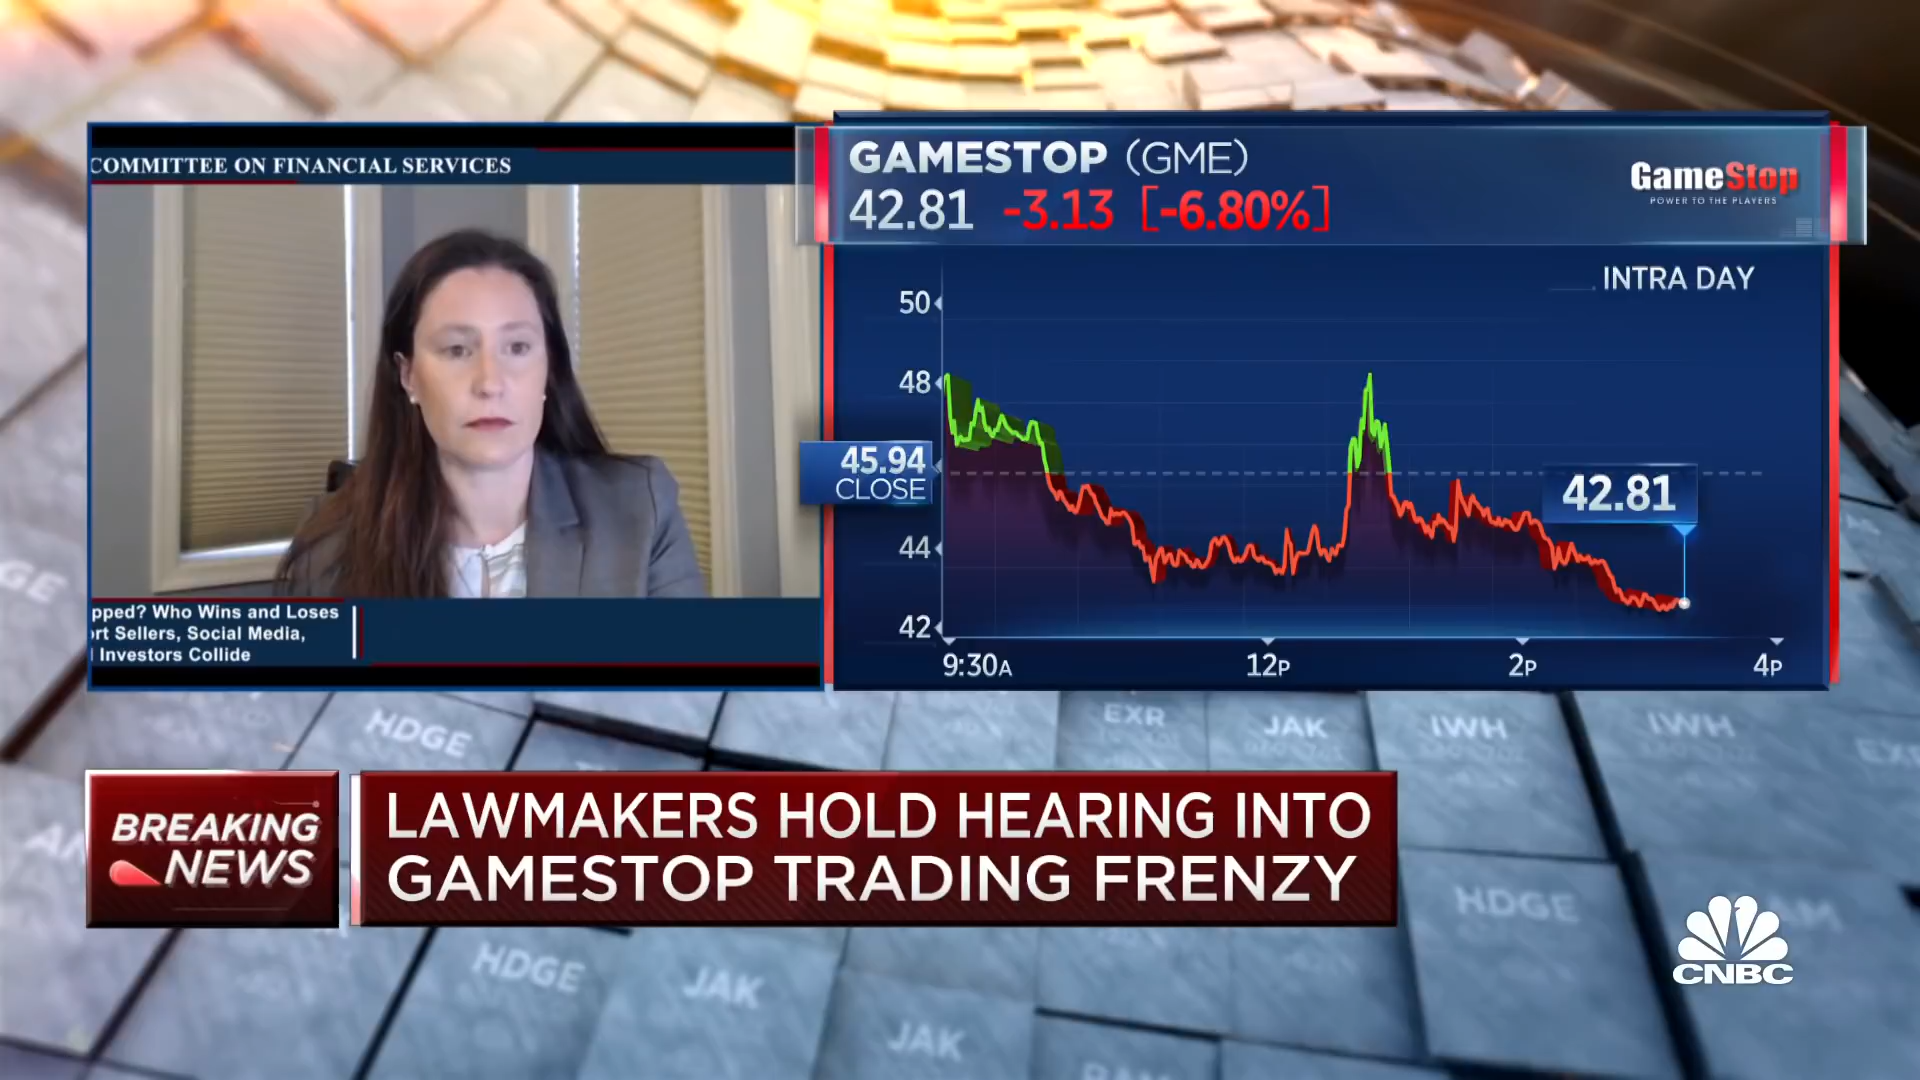 COMMITTEE ON FINANCIAL SERVICES
pped? Who Wins and Loses
rt Sellers, Social Media,
Investors Collide
GAMESTOP (GME)
42.81 -3.13 [-6.80%]
GameStop
POWER TO THE PLAYERS
INTRA DAY
50
48
45.94
CLOSE
44
42
42.81
9:30A 12P 2P 4P
BREAKING
NEWS
LAWMAKERS HOLD HEARING INTO
GAMESTOP TRADING FRENZY
CNBC
GE
HDGE
EXR
JAK
IWH
IWH
HDGE
HDGE
JAK
JAK